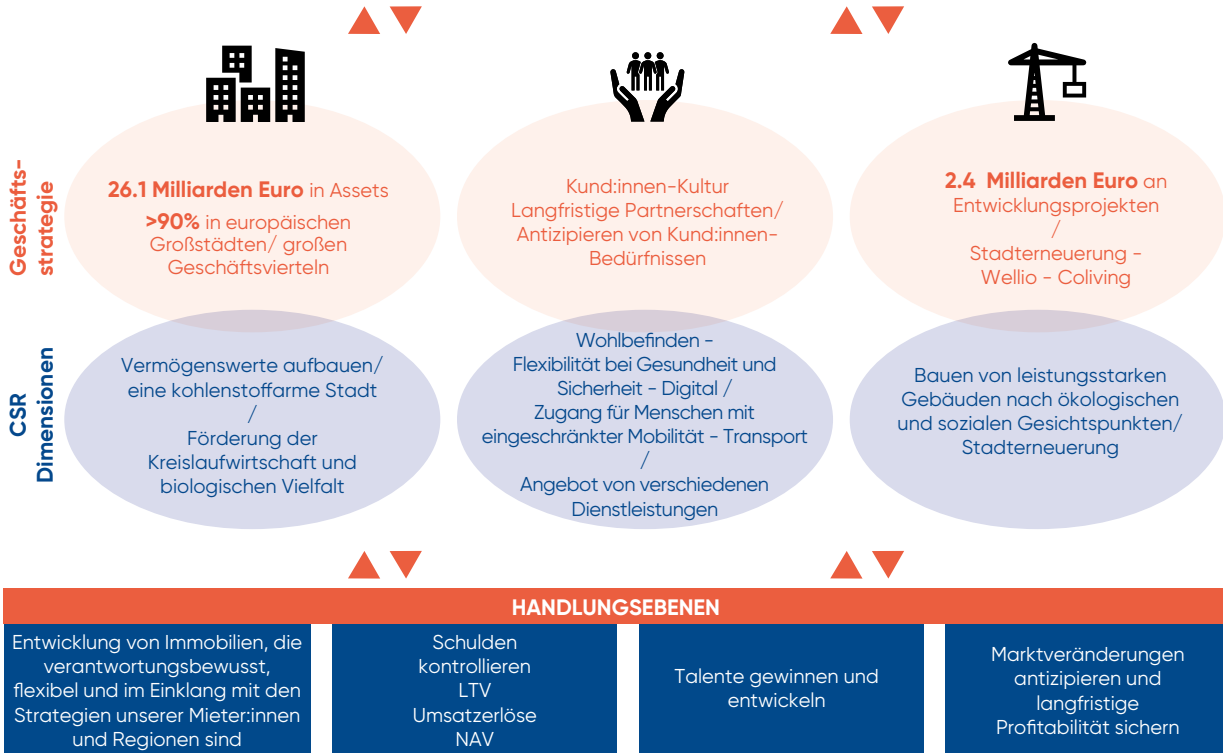 Geschäfts-
strategie
26.1 Milliarden Euro in Assets
>90% in europäischen
Großstädten/ großen
Geschäftsvierteln
Kund:innen-Kultur
Langfristige Partnerschaften/
Antizipieren von Kund:innen-
Bedürfnissen
2.4 Milliarden Euro an
Entwicklungsprojekten
/
Stadterneuerung -
Wellio - Coliving
CSR
Dimensionen
Vermögenswerte aufbauen/
eine kohlenstoffarme Stadt
/
Förderung der
Kreislaufwirtschaft und
biologischen Vielfalt
Wohlbefinden -
Flexibilität bei Gesundheit und
Sicherheit - Digital /
Zugang für Menschen mit
eingeschränkter Mobilität - Transport
/
Angebot von verschiedenen
Dienstleistungen
Bauen von leistungsstarken
Gebäuden nach ökologischen
und sozialen Gesichtspunkten/
Stadterneuerung
HANDLUNGSEBENEN
Entwicklung von Immobilien, die
verantwortungsbewusst,
flexibel und im Einklang mit den
Strategien unserer Mieter:innen
und Regionen sind
Schulden
kontrollieren
LTV
Umsatzerlöse
NAV
Talente gewinnen und
entwickeln
Marktveränderungen
antizipieren und
langfristige
Profitabilität sichern